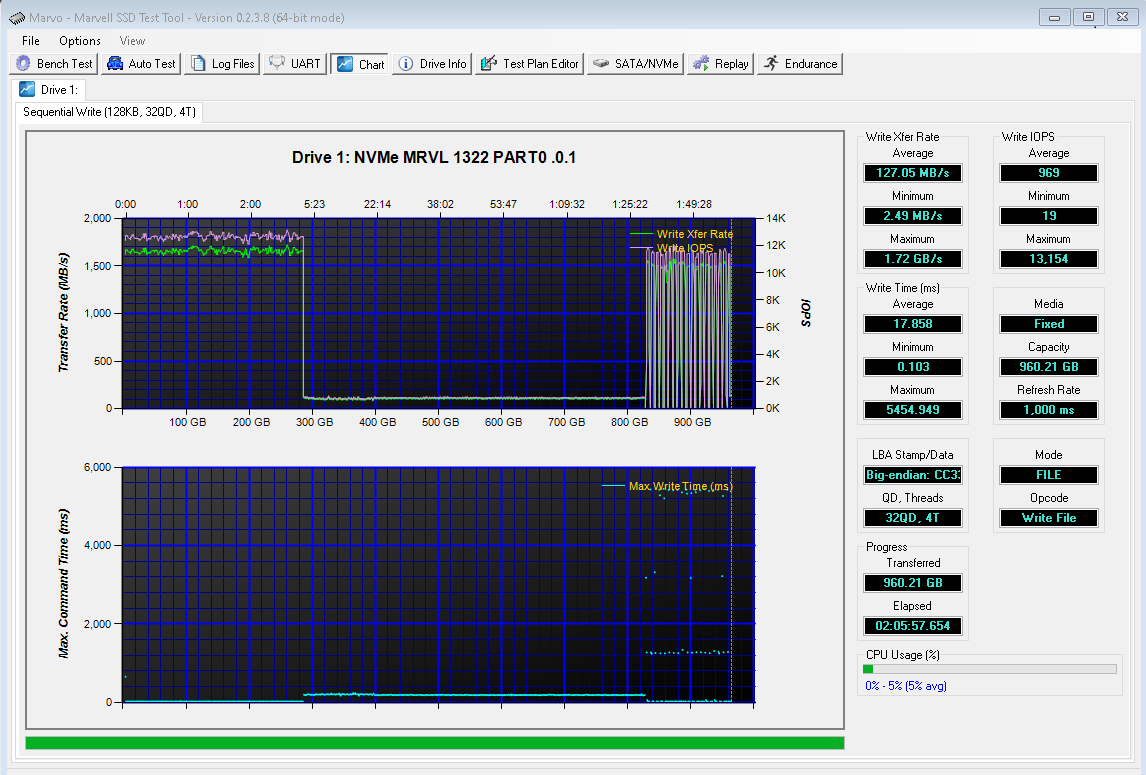 Marvo - Marvell SSD Test Tool - Version 0.2.3.8 (64-bit mode)
File Options View
Bench Test Auto Test Log Files UART Chart Drive Info Test Plan Editor SATA/NVMe Replay Endurance
Drive 1:
Sequential Write (128KB, 32QD, 4T)
Drive 1: NVMe MRVL 1322 PART0 .0.1
0:00 1:00 2:00 5:23 22:14 38:02 53:47 1:09:32 1:25:22 1:49:28
2,000 14K
Write Xfer Rate
12K
Write IOPS
1,500
10K
1,000
8K
6K
500
4K
2K
0 0K
Transfer Rate (MB/s)
IOPS
100 GB 200 GB 300 GB 400 GB 500 GB 600 GB 700 GB 800 GB 900 GB
6,000
Max. Write Time (ms)
4,000
2,000
0
Max. Command Time (ms)
Write Xfer Rate
Average
127.05 MB/s
Minimum
2.49 MB/s
Maximum
1.72 GB/s
Write IOPS
Average
969
Minimum
19
Maximum
13,154
Write Time (ms)
Average
17.858
Minimum
0.103
Maximum
5454.949
Media
Fixed
Capacity
960.21 GB
Refresh Rate
1,000 ms
LBA Stamp/Data
Big-endian: CC3
QD, Threads
32QD, 4T
Mode
FILE
Opcode
Write File
Progress
Transferred
960.21 GB
Elapsed
02:05:57.654
CPU Usage (%)
0% - 5% (5% avg)